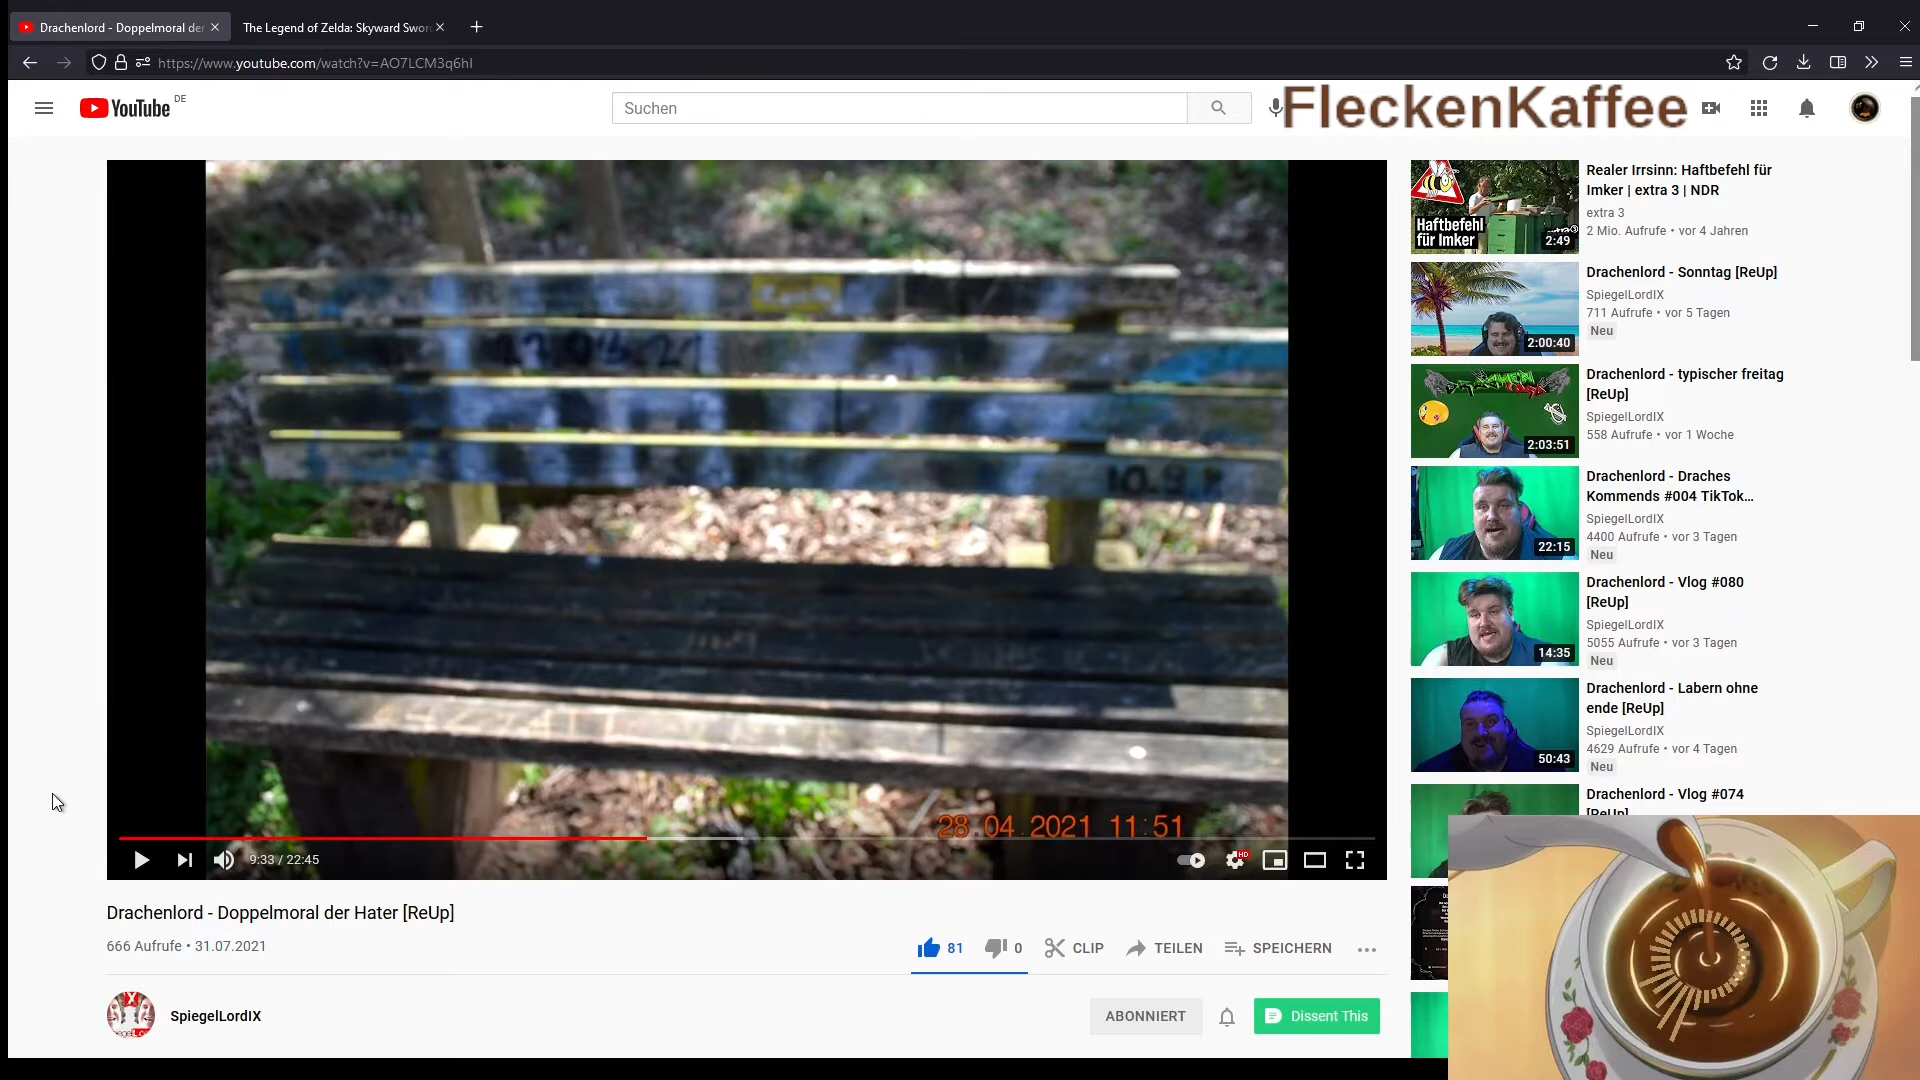 Drachenlord - Doppelmoral der
The Legend of Zelda: Skyward Swor
https://www.youtube.com/watch?v=AO7LCM3q6hI
YouTube DE
Suchen
FleckenKaffee
Haftbefehl
für Imker
2:49
Realer Irrsinn: Haftbefehl für
Imker | extra 3 | NDR
extra 3
2 Mio. Aufrufe • vor 4 Jahren
2:00:40
Drachenlord - Sonntag [ReUp]
SpiegelLordIX
711 Aufrufe • vor 5 Tagen
Neu
2:03:51
Drachenlord - typischer freitag
[ReUp]
SpiegelLordIX
558 Aufrufe • vor 1 Woche
22:15
Drachenlord - Draches
Kommends #004 TikTok...
SpiegelLordIX
4400 Aufrufe • vor 3 Tagen
Neu
14:35
Drachenlord - Vlog #080
[ReUp]
SpiegelLordIX
5055 Aufrufe • vor 3 Tagen
Neu
50:43
Drachenlord - Labern ohne
ende [ReUp]
SpiegelLordIX
4629 Aufrufe • vor 4 Tagen
Neu
Drachenlord - Vlog #074
[ReUp]
28.04.2021 11:51
9:33 / 22:45
HD
Drachenlord - Doppelmoral der Hater [ReUp]
666 Aufrufe • 31.07.2021
81
0
CLIP
TEILEN
SPEICHERN
SpiegelLordIX
ABONNIERT
Dissent This